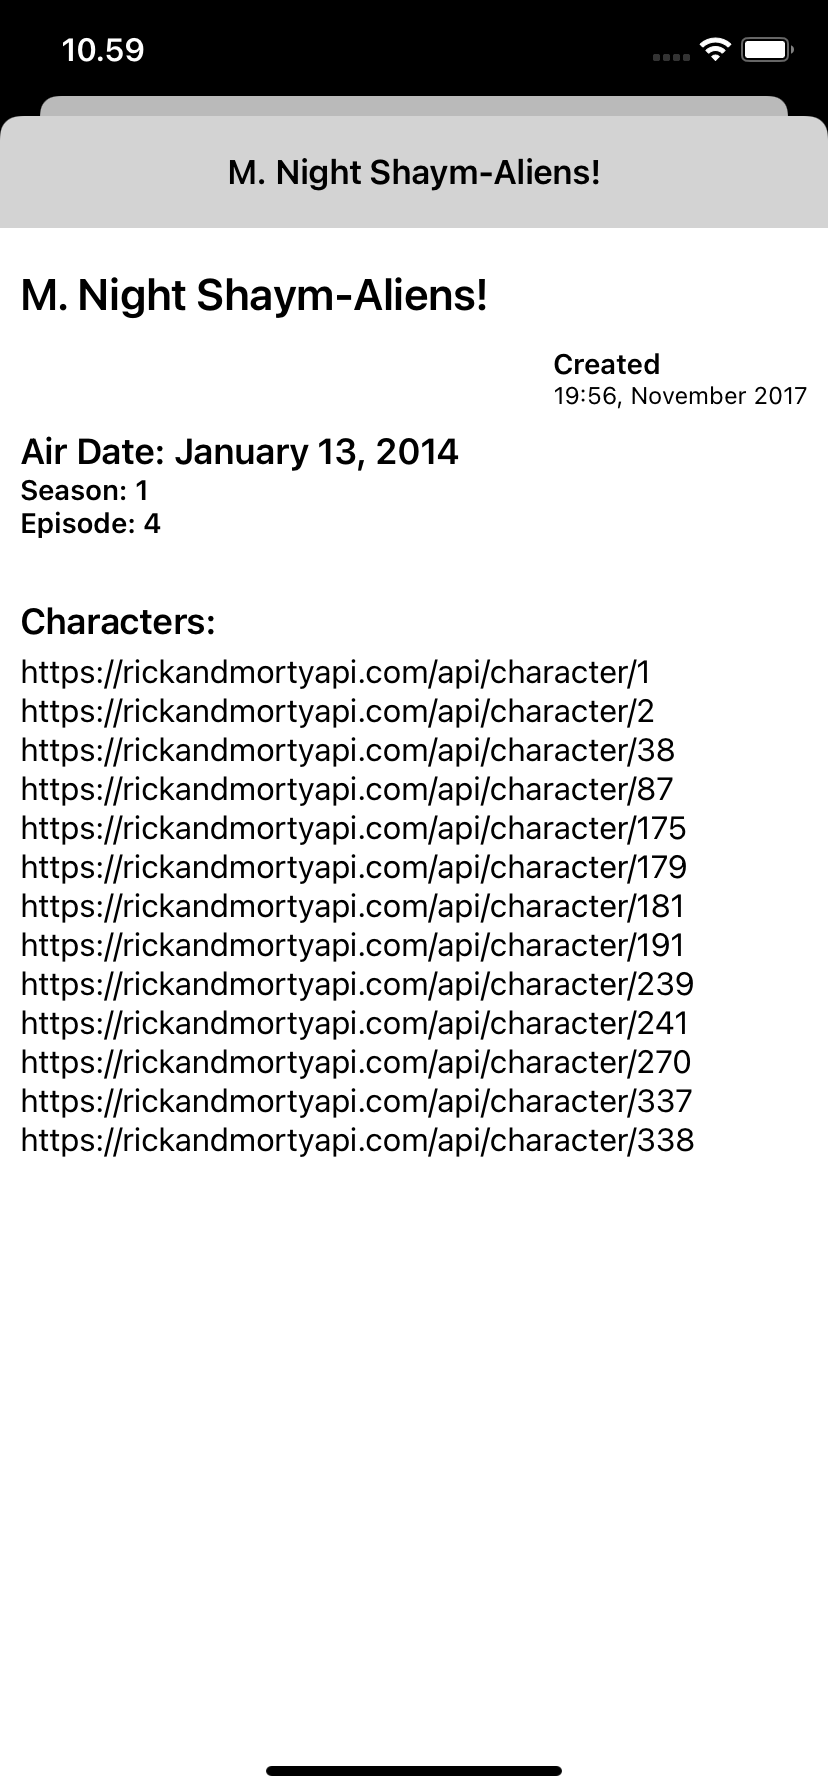 10.59
M. Night Shaym-Aliens!
M. Night Shaym-Aliens!
Created
19:56, November 2017
Air Date: January 13, 2014
Season: 1
Episode: 4
Characters:
https://rickandmortyapi.com/api/character/1
https://rickandmortyapi.com/api/character/2
https://rickandmortyapi.com/api/character/38
https://rickandmortyapi.com/api/character/87
https://rickandmortyapi.com/api/character/175
https://rickandmortyapi.com/api/character/179
https://rickandmortyapi.com/api/character/181
https://rickandmortyapi.com/api/character/191
https://rickandmortyapi.com/api/character/239
https://rickandmortyapi.com/api/character/241
https://rickandmortyapi.com/api/character/270
https://rickandmortyapi.com/api/character/337
https://rickandmortyapi.com/api/character/338